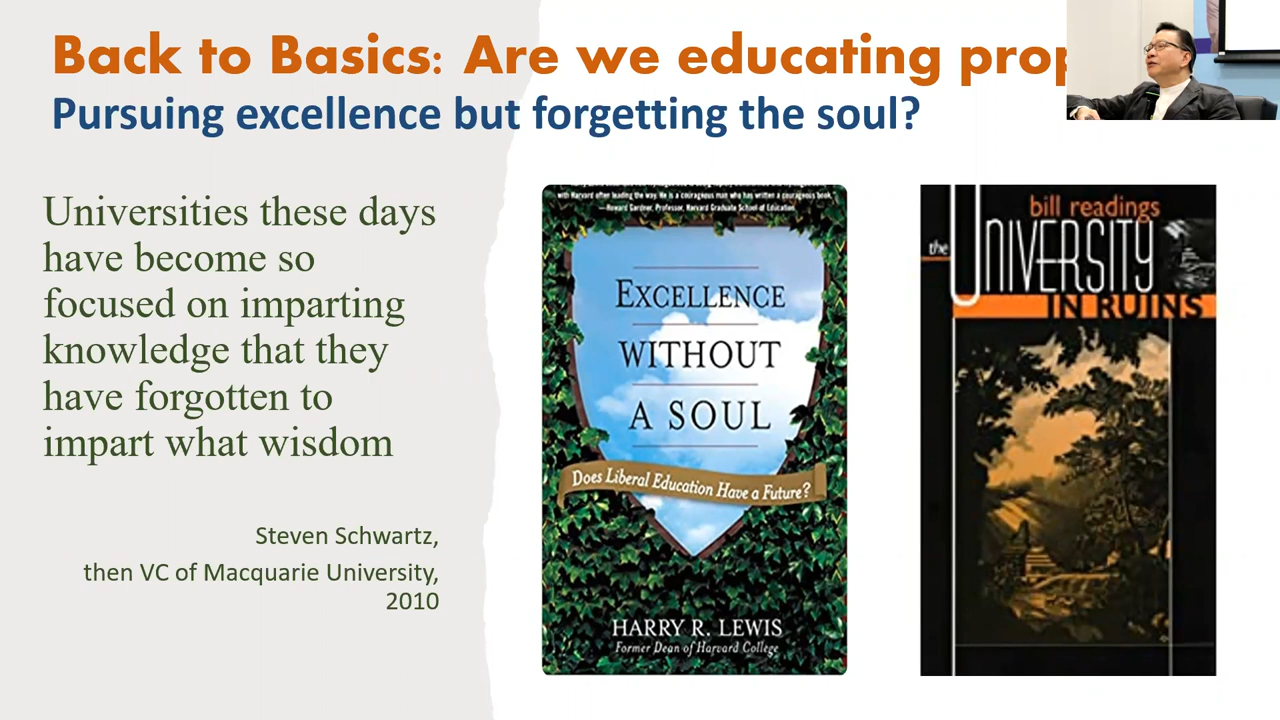 Back to Basics: Are we educating prop
Pursuing excellence but forgetting the soul?
Universities these days
have become so
focused on imparting
knowledge that they
have forgotten to
impart what wisdom
Steven Schwartz,
then VC of Macquarie University,
2010
with Harvard often leading the way. He is a courageous man who has written a courageous book."
—Howard Gardner, Professor, Harvard Graduate School of Education.
EXCELLENCE
WITHOUT
A SOUL
Does Liberal Education Have a Future?
HARRY R. LEWIS
Former Dean of Harvard College
bill readings
the UNIVERSITY
IN RUINS